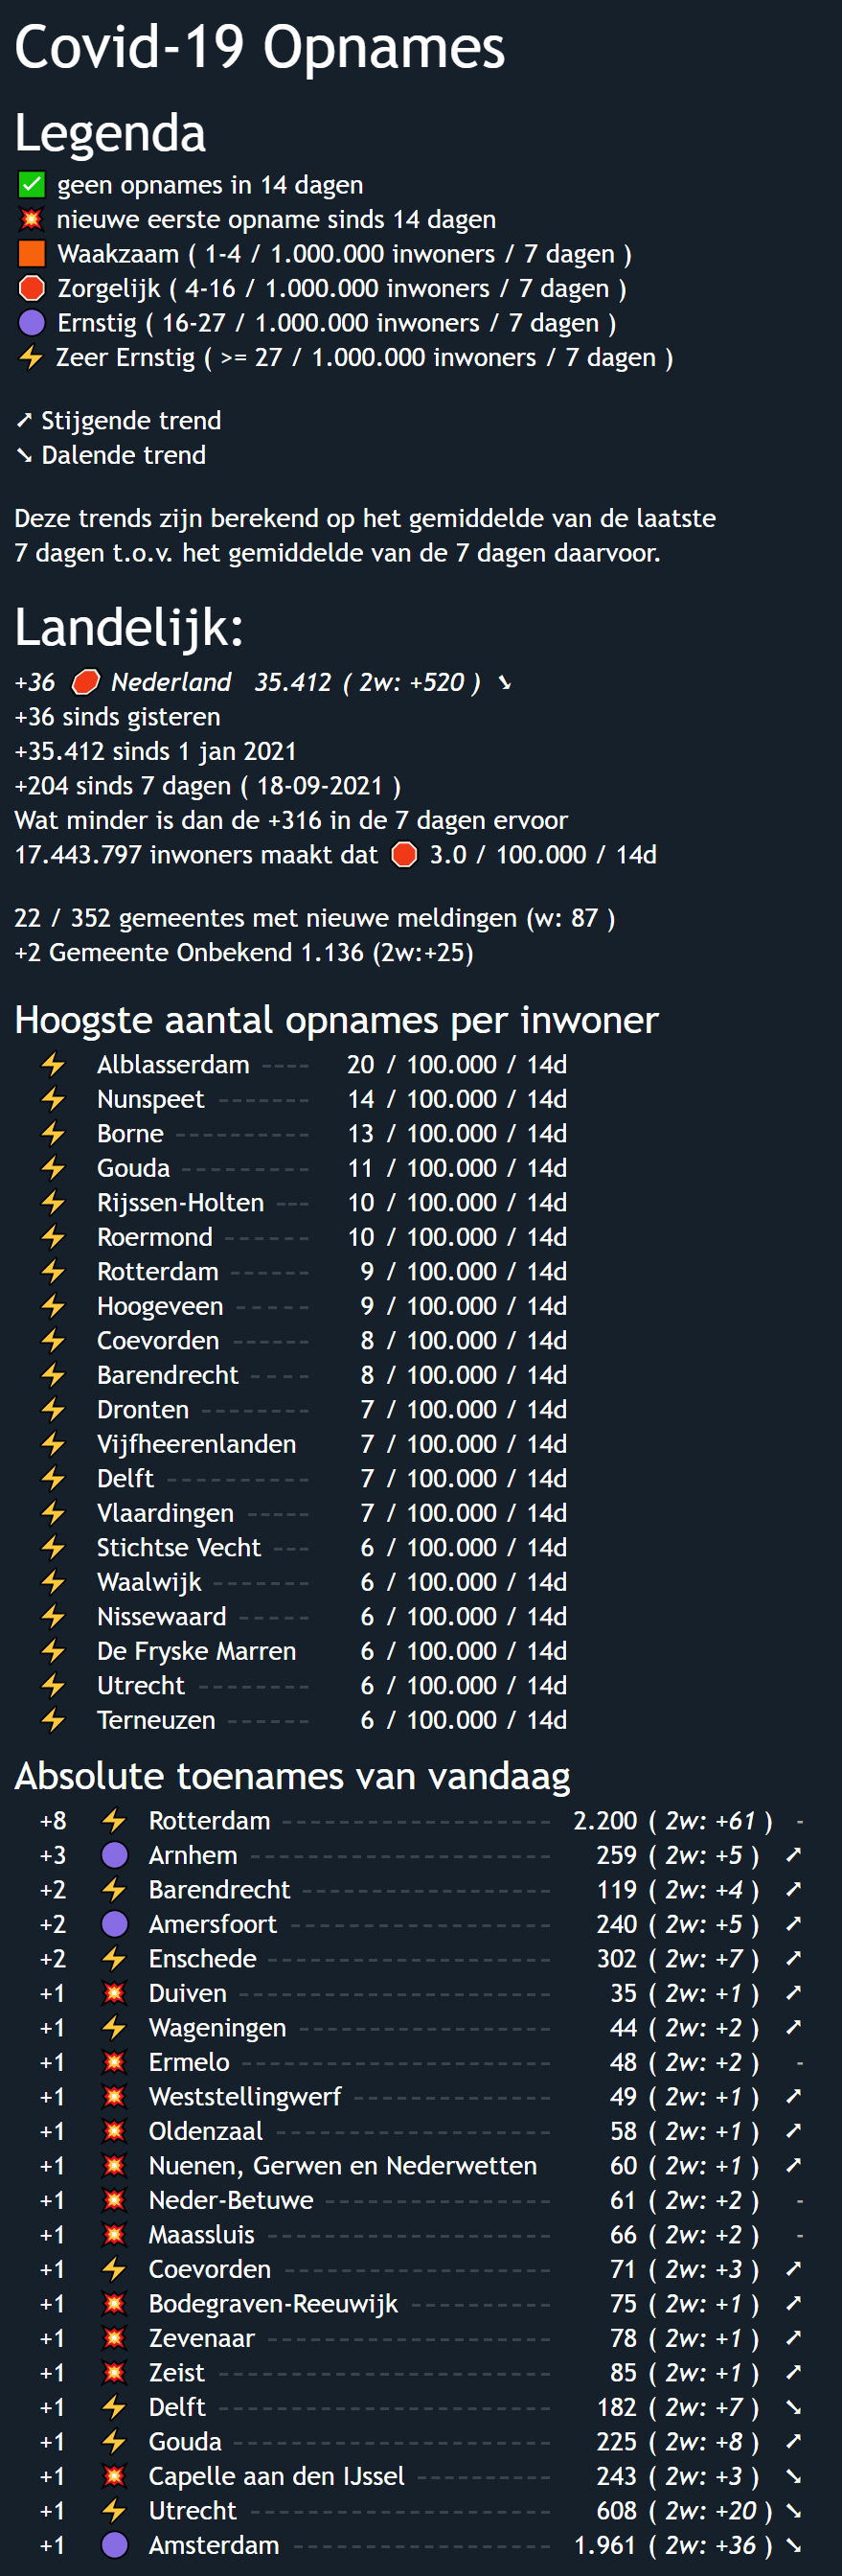 Covid-19 Opnames
Legenda
✅ geen opnames in 14 dagen
💥 nieuwe eerste opname sinds 14 dagen
🟧 Waakzaam ( 1-4 / 1.000.000 inwoners / 7 dagen )
🛑 Zorgelijk ( 4-16 / 1.000.000 inwoners / 7 dagen )
🟣 Ernstig ( 16-27 / 1.000.000 inwoners / 7 dagen )
⚡ Zeer Ernstig ( >= 27 / 1.000.000 inwoners / 7 dagen )
➚ Stijgende trend
➘ Dalende trend
Deze trends zijn berekend op het gemiddelde van de laatste
7 dagen t.o.v. het gemiddelde van de 7 dagen daarvoor.
Landelijk:
+36 🛑 Nederland 35.412 ( 2w: +520 ) ➘
+36 sinds gisteren
+35.412 sinds 1 jan 2021
+204 sinds 7 dagen ( 18-09-2021 )
Wat minder is dan de +316 in de 7 dagen ervoor
17.443.797 inwoners maakt dat 🛑 3.0 / 100.000 / 14d
22 / 352 gemeentes met nieuwe meldingen (w: 87 )
+2 Gemeente Onbekend 1.136 (2w:+25)
Hoogste aantal opnames per inwoner
⚡ Alblasserdam ---- 20 / 100.000 / 14d
⚡ Nunspeet ------- 14 / 100.000 / 14d
⚡ Borne ---------- 13 / 100.000 / 14d
⚡ Gouda ---------- 11 / 100.000 / 14d
⚡ Rijssen-Holten --- 10 / 100.000 / 14d
⚡ Roermond ------- 10 / 100.000 / 14d
⚡ Rotterdam ------ 9 / 100.000 / 14d
⚡ Hoogeveen ------ 9 / 100.000 / 14d
⚡ Coevorden ------ 8 / 100.000 / 14d
⚡ Barendrecht ---- 8 / 100.000 / 14d
⚡ Dronten -------- 7 / 100.000 / 14d
⚡ Vijfheerenlanden 7 / 100.000 / 14d
⚡ Delft ----------- 7 / 100.000 / 14d
⚡ Vlaardingen ----- 7 / 100.000 / 14d
⚡ Stichtse Vecht --- 6 / 100.000 / 14d
⚡ Waalwijk ------- 6 / 100.000 / 14d
⚡ Nissewaard ----- 6 / 100.000 / 14d
⚡ De Fryske Marren 6 / 100.000 / 14d
⚡ Utrecht -------- 6 / 100.000 / 14d
⚡ Terneuzen ------ 6 / 100.000 / 14d
Absolute toenames van vandaag
+8 ⚡ Rotterdam --------------------- 2.200 ( 2w: +61 ) -
+3 🟣 Arnhem ----------------------- 259 ( 2w: +5 ) ➚
+2 ⚡ Barendrecht ------------------- 119 ( 2w: +4 ) ➚
+2 🟣 Amersfoort -------------------- 240 ( 2w: +5 ) ➚
+2 ⚡ Enschede ---------------------- 302 ( 2w: +7 ) ➚
+1 💥 Duiven ------------------------ 35 ( 2w: +1 ) ➚
+1 ⚡ Wageningen ------------------- 44 ( 2w: +2 ) ➚
+1 💥 Ermelo ------------------------ 48 ( 2w: +2 ) -
+1 💥 Weststellingwerf --------------- 49 ( 2w: +1 ) ➚
+1 💥 Oldenzaal --------------------- 58 ( 2w: +1 ) ➚
+1 💥 Nuenen, Gerwen en Nederwetten 60 ( 2w: +1 ) ➚
+1 💥 Neder-Betuwe ----------------- 61 ( 2w: +2 ) -
+1 💥 Maassluis ---------------------- 66 ( 2w: +2 ) -
+1 ⚡ Coevorden --------------------- 71 ( 2w: +3 ) ➚
+1 💥 Bodegraven-Reeuwijk ----------- 75 ( 2w: +1 ) ➚
+1 💥 Zevenaar ---------------------- 78 ( 2w: +1 ) ➚
+1 💥 Zeist -------------------------- 85 ( 2w: +1 ) ➚
+1 ⚡ Delft -------------------------- 182 ( 2w: +7 ) ➘
+1 ⚡ Gouda ------------------------- 225 ( 2w: +8 ) ➚
+1 💥 Capelle aan den IJssel ---------- 243 ( 2w: +3 ) ➘
+1 ⚡ Utrecht ----------------------- 608 ( 2w: +20 ) ➘
+1 🟣 Amsterdam -------------------- 1.961 ( 2w: +36 ) ➘